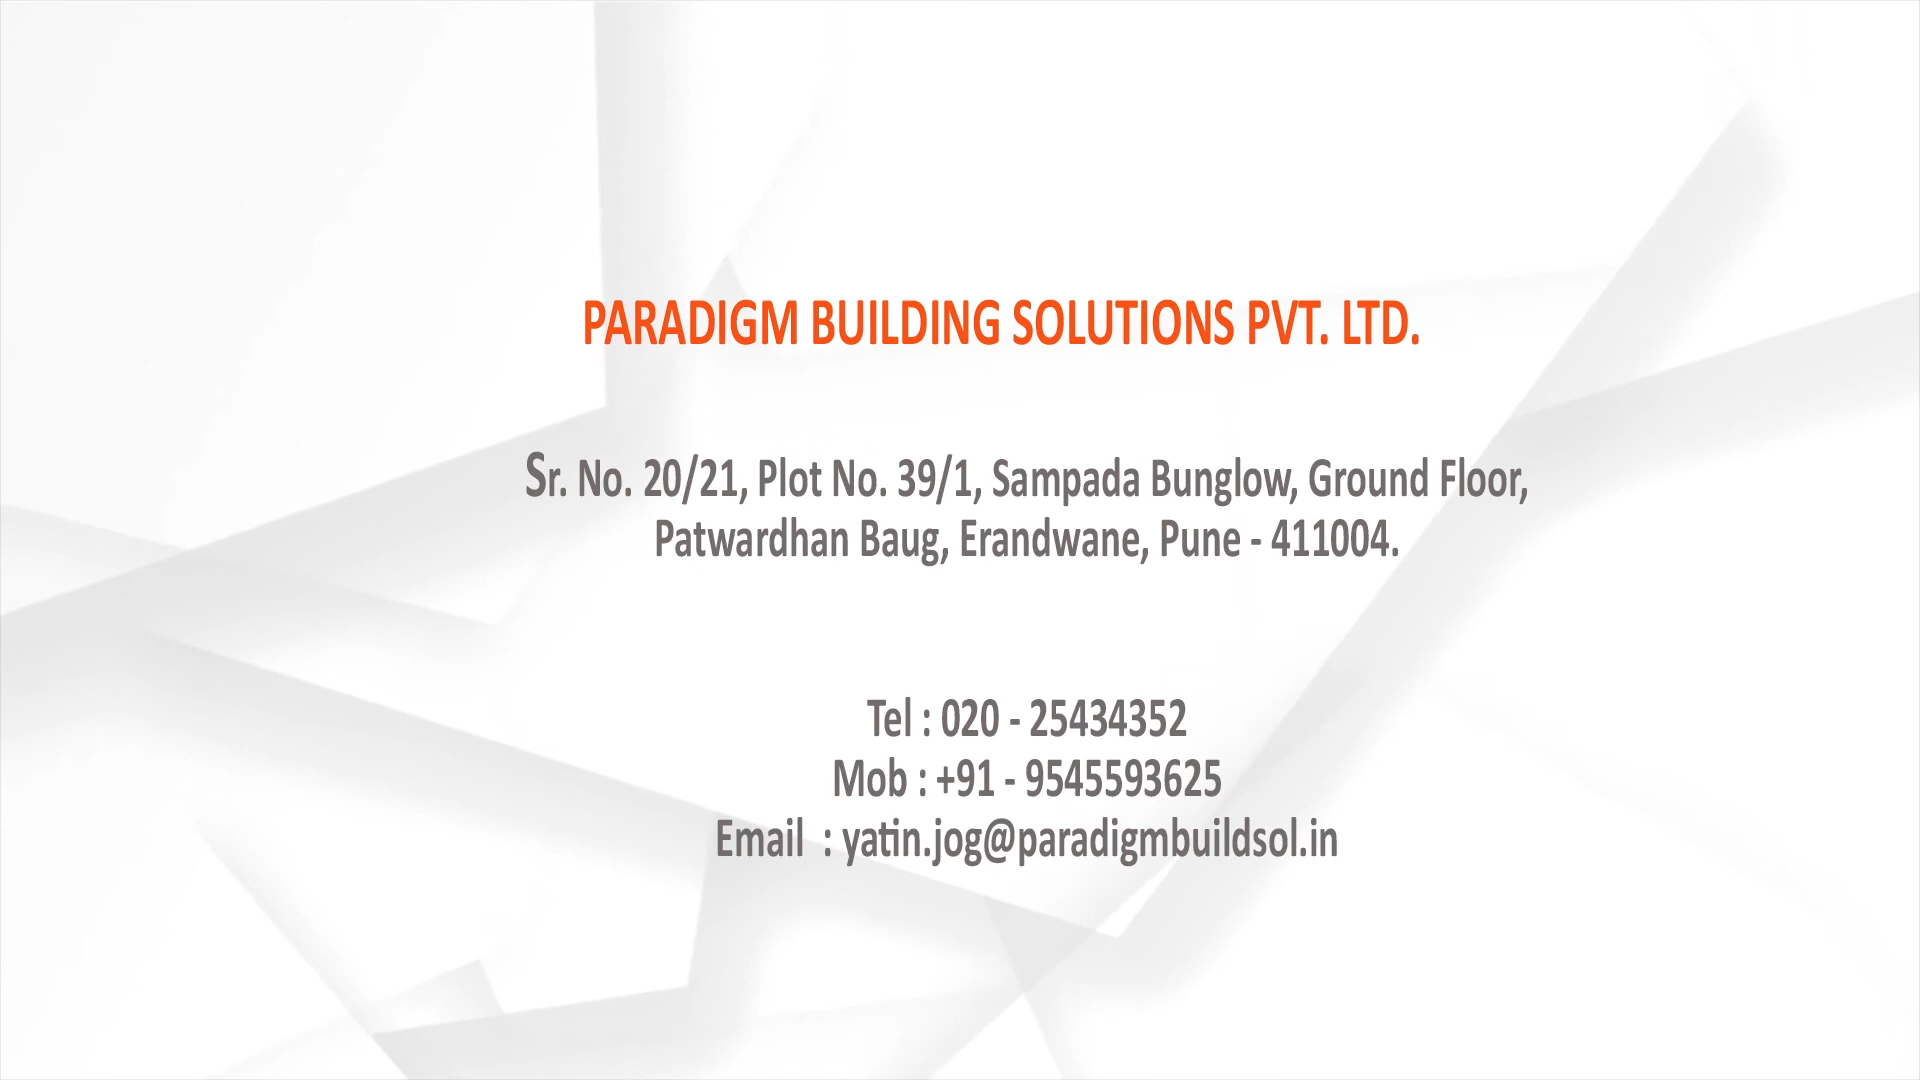 PARADIGM BUILDING SOLUTIONS PVT. LTD.
Sr. No. 20/21, Plot No. 39/1, Sampada Bunglow, Ground Floor,
Patwardhan Baug, Erandwane, Pune - 411004.
Tel : 020 - 25434352
Mob : +91 - 9545593625
Email : yatin.jog@paradigmbuildsol.in